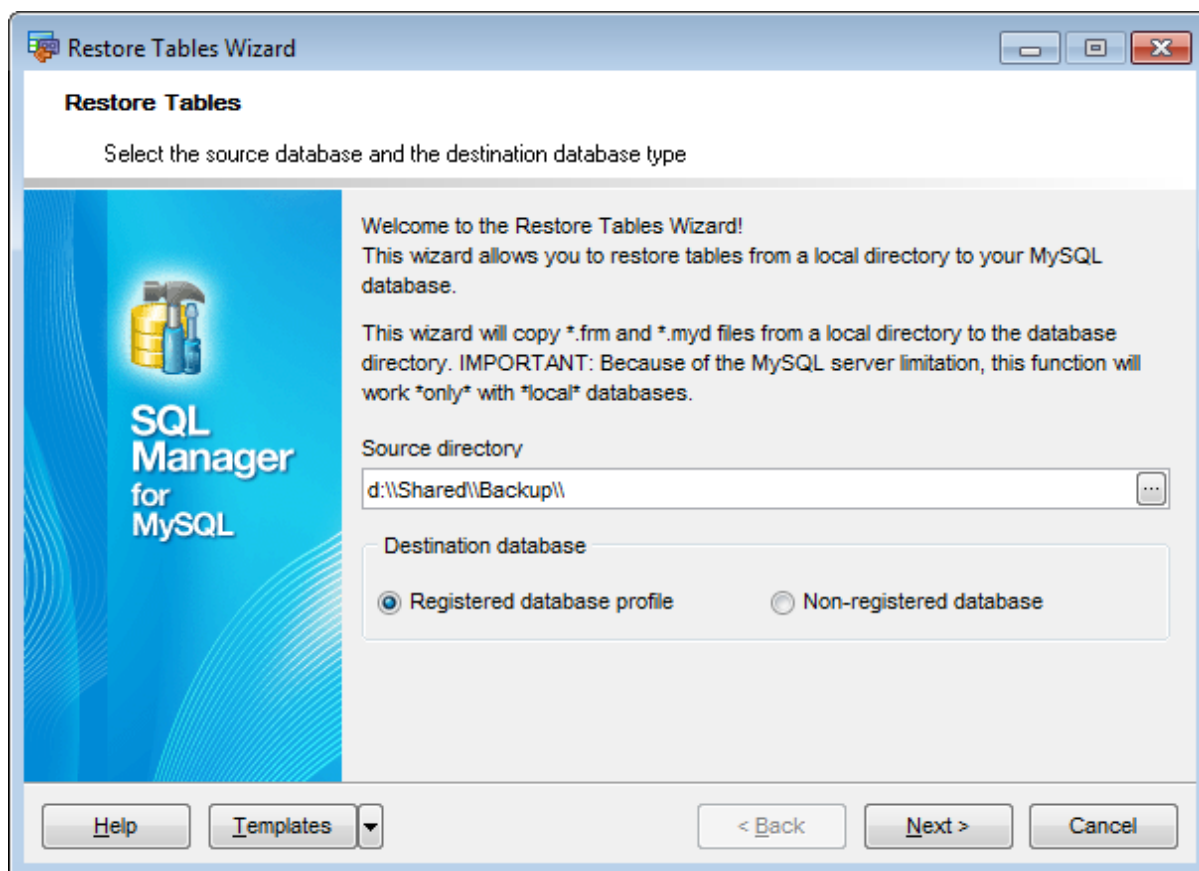 Restore Tables Wizard
Restore Tables
Select the source database and the destination database type
SQL
Manager
for
MySQL
Welcome to the Restore Tables Wizard!
This wizard allows you to restore tables from a local directory to your MySQL
database.
This wizard will copy *.frm and *.myd files from a local directory to the database
directory. IMPORTANT: Because of the MySQL server limitation, this function will
work *only* with *local* databases.
Source directory
d:\\Shared\\Backup\\
...
Destination database
Registered database profile
Non-registered database
Help
Templates
< Back
Next >
Cancel